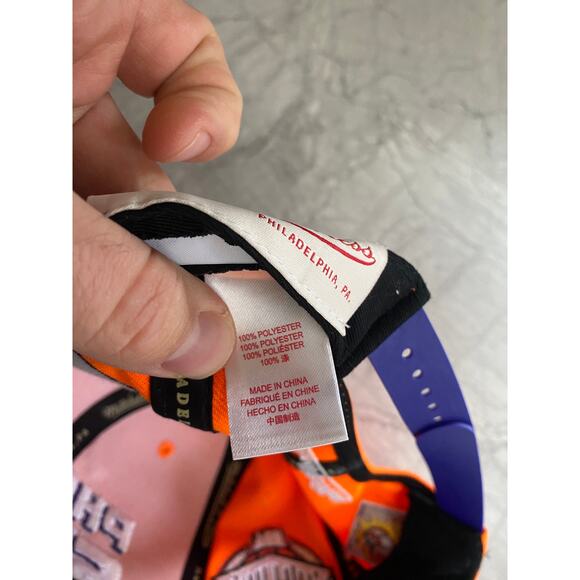 PHILADELPHIA, PA.
100% POLYESTER
100% POLYESTER
100% POLIÉSTER
100% 涤
MADE IN CHINA
FABRIQUÉ EN CHINE
HECHO EN CHINA
中国制造